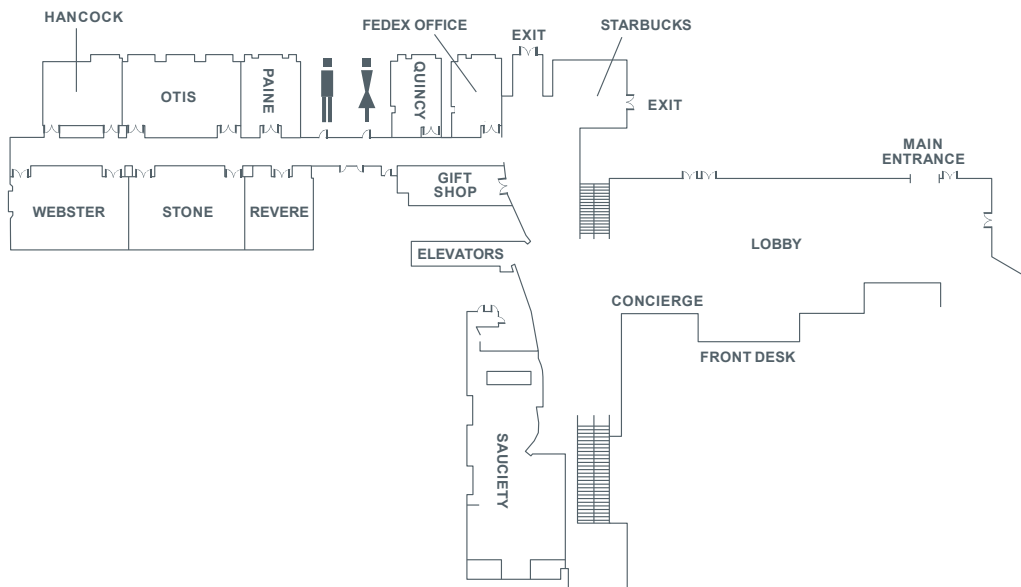 HANCOCK
FEDEX OFFICE
EXIT
STARBUCKS
OTIS
PAINE
QUINCY
EXIT
MAIN
ENTRANCE
GIFT
SHOP
WEBSTER
STONE
REVERE
LOBBY
ELEVATORS
CONCIERGE
FRONT DESK
SAUCIETY